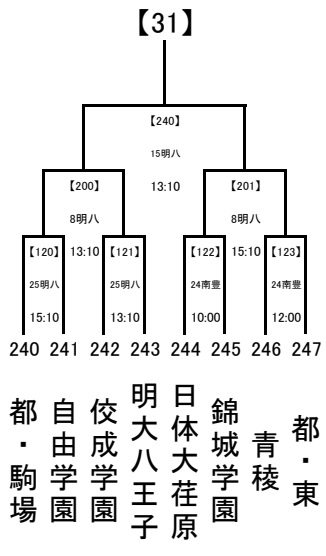 【31】
【240】
15明八
13:10
【200】 【201】
8明八 8明八
13:10 15:10
【120】 【121】 【122】 【123】
25明八 25明八 24南豊 24南豊
15:10 13:10 10:00 12:00
240 241 242 243 244 245 246 247
都・駒場
自由学園
佼成学園
明大八王子
日体大荏原
錦城学園
青稜
都・東